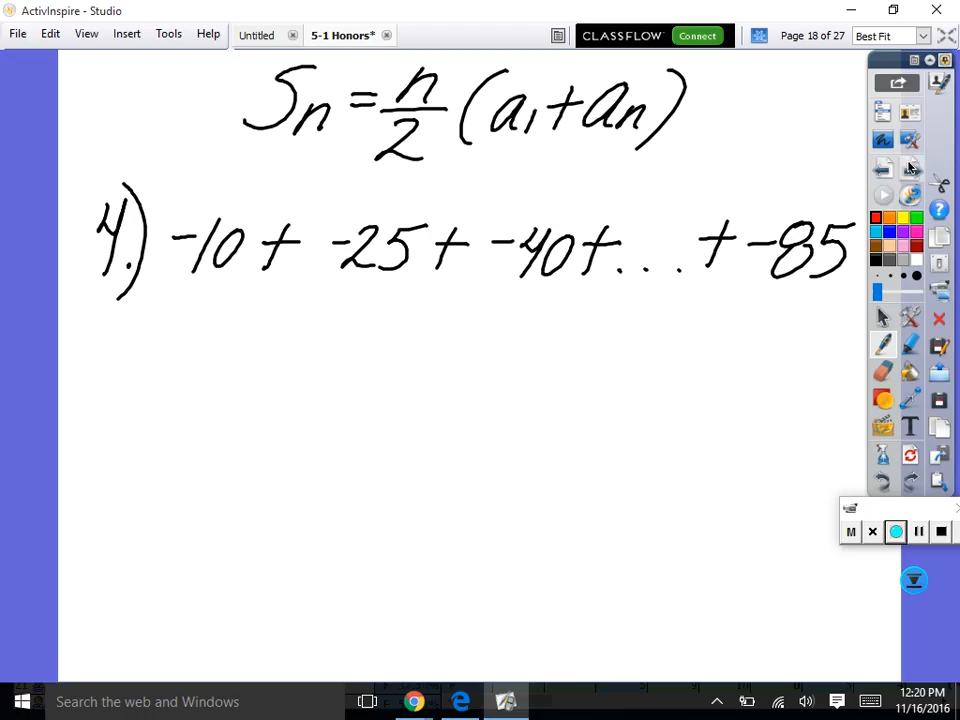 ActivInspire - Studio
File Edit View Insert Tools Help Untitled 5-1 Honors* CLASSFLOW Connect Page 18 of 27 Best Fit
Sn = n/2 (a1 + an)
4.) -10 + -25 + -40 + ... + -85
M
Search the web and Windows
12:20 PM
11/16/2016